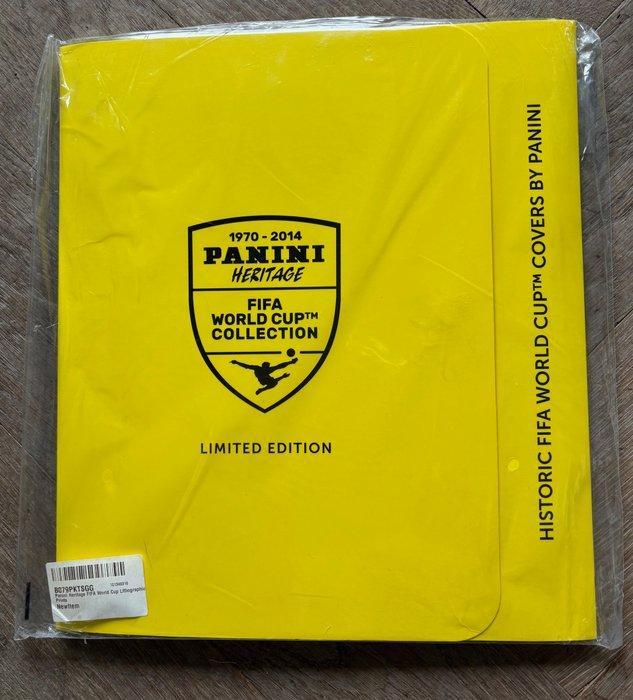 1970 - 2014
PANINI
HERITAGE
FIFA
WORLD CUP™
COLLECTION
LIMITED EDITION
HISTORIC FIFA WORLD CUP™ COVERS BY PANINI
B079PKTSGG
Panini Heritage FIFA World Cup Lithographic
Prints
NewItem